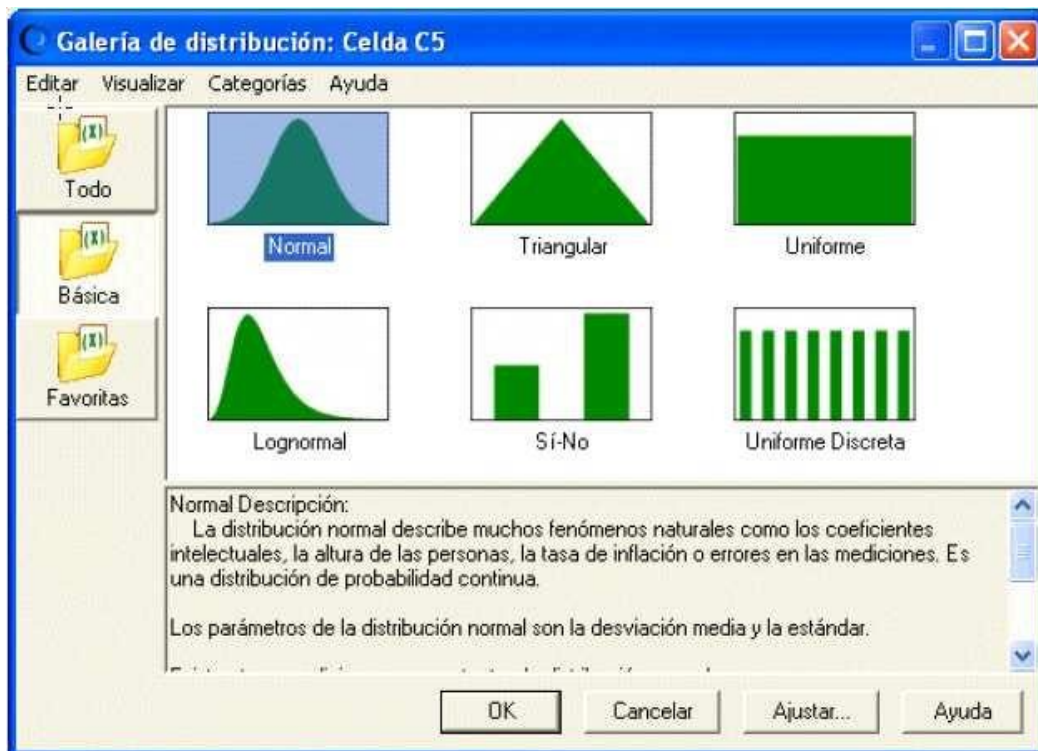 Galería de distribución: Celda C5
Editar Visualizar Categorías Ayuda
(X)
Todo
(X)
Básica
(X)
Favoritas
Normal Triangular Uniforme
Lognormal Sí-No Uniforme Discreta
Normal Descripción:
La distribución normal describe muchos fenómenos naturales como los coeficientes
intelectuales, la altura de las personas, la tasa de inflación o errores en las mediciones. Es
una distribución de probabilidad continua.
Los parámetros de la distribución normal son la desviación media y la estándar.
OK Cancelar Ajustar... Ayuda